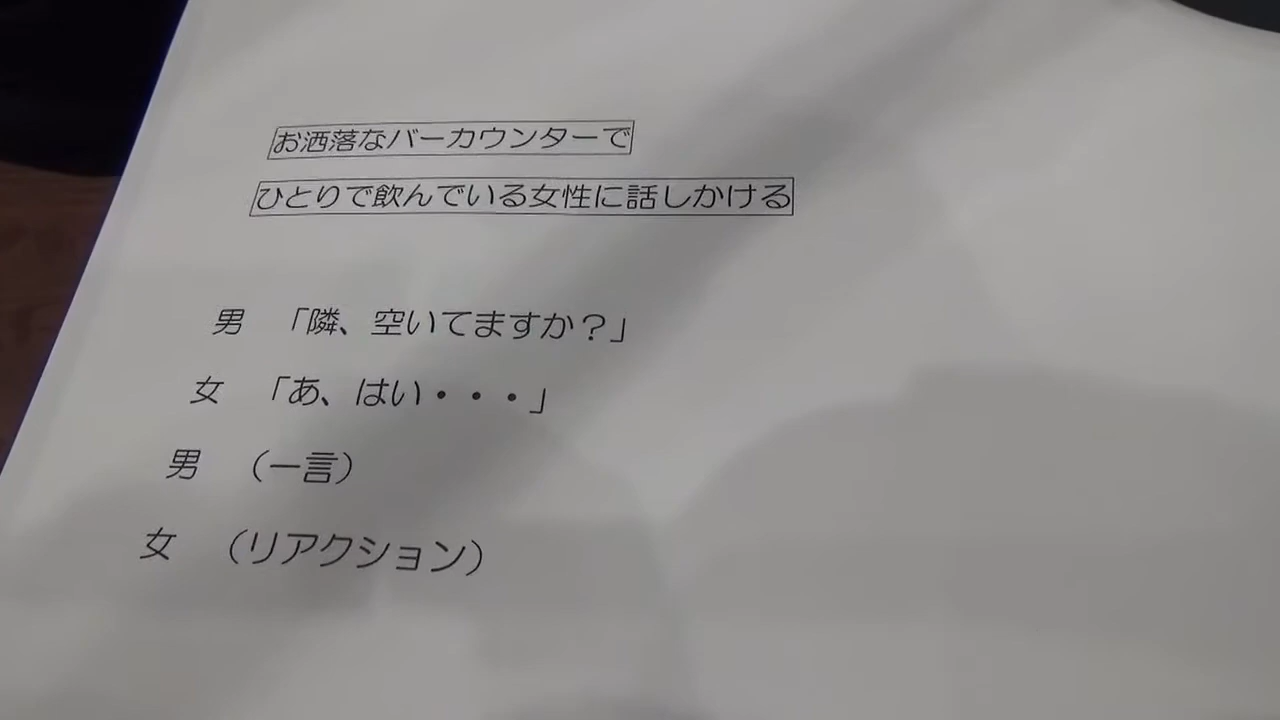 お洒落なバーカウンターで
ひとりで飲んでいる女性に話しかける
男　「隣、空いてますか？」
女　「あ、はい・・・」
男　（一言）
女　（リアクション）